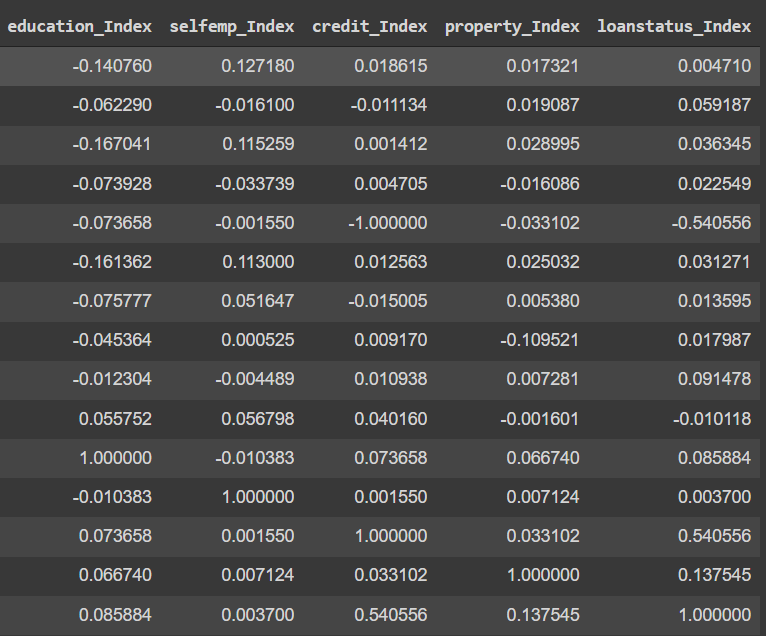 education_Index selfemp_Index credit_Index property_Index loanstatus_Index
-0.140760 0.127180 0.018615 0.017321 0.004710
-0.062290 -0.016100 -0.011134 0.019087 0.059187
-0.167041 0.115259 0.001412 0.028995 0.036345
-0.073928 -0.033739 0.004705 -0.016086 0.022549
-0.073658 -0.001550 -1.000000 -0.033102 -0.540556
-0.161362 0.113000 0.012563 0.025032 0.031271
-0.075777 0.051647 -0.015005 0.005380 0.013595
-0.045364 0.000525 0.009170 -0.109521 0.017987
-0.012304 -0.004489 0.010938 0.007281 0.091478
0.055752 0.056798 0.040160 -0.001601 -0.010118
1.000000 -0.010383 0.073658 0.066740 0.085884
-0.010383 1.000000 0.001550 0.007124 0.003700
0.073658 0.001550 1.000000 0.033102 0.540556
0.066740 0.007124 0.033102 1.000000 0.137545
0.085884 0.003700 0.540556 0.137545 1.000000